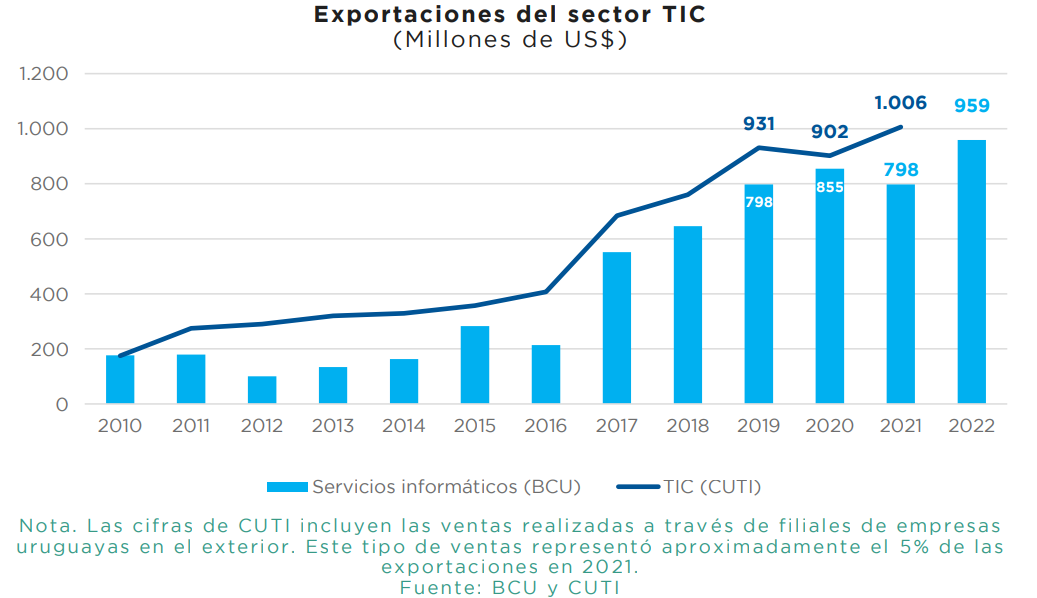 Exportaciones del sector TIC
(Millones de US$)
1.200
1.000
800
600
400
200
0
931
902
1.006
959
798
855
798
2010 2011 2012 2013 2014 2015 2016 2017 2018 2019 2020 2021 2022
Servicios informáticos (BCU) TIC (CUTI)
Nota. Las cifras de CUTI incluyen las ventas realizadas a través de filiales de empresas
uruguayas en el exterior. Este tipo de ventas representó aproximadamente el 5% de las
exportaciones en 2021.
Fuente: BCU y CUTI